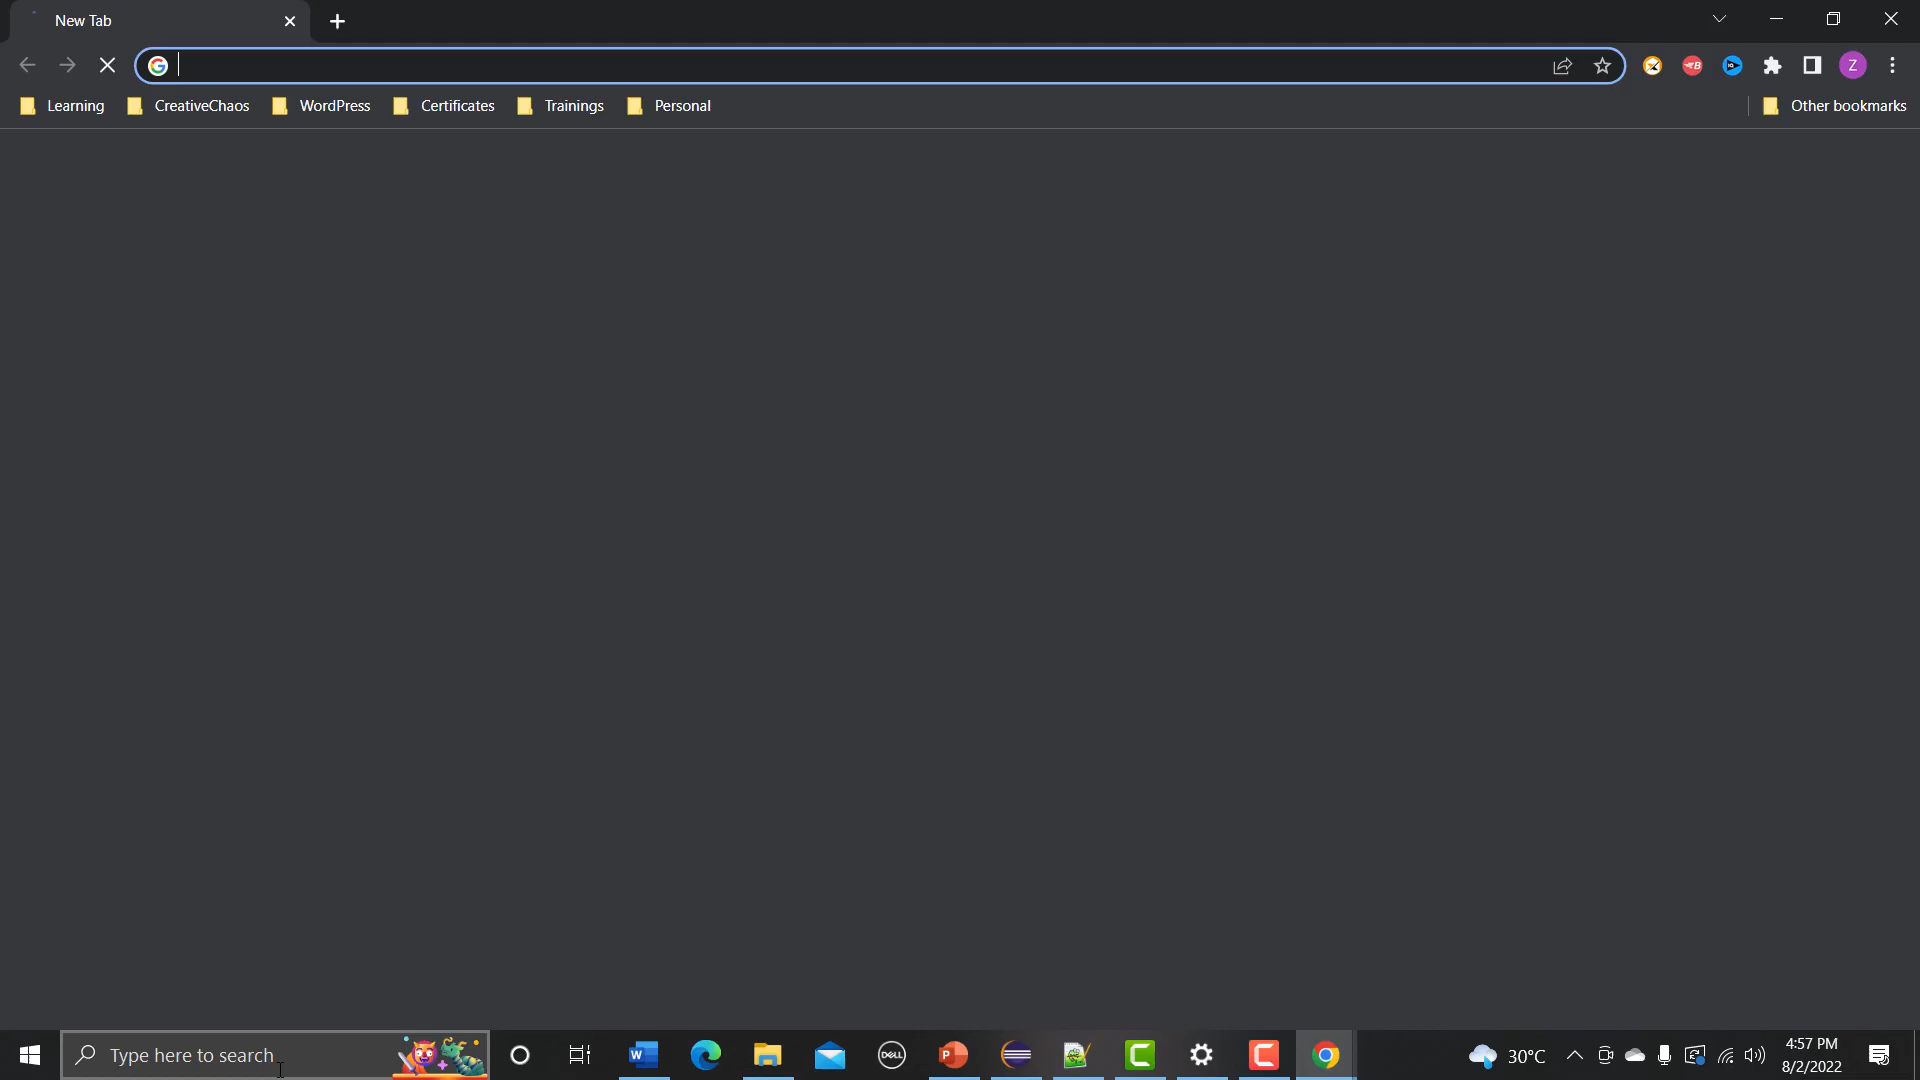 New Tab
Learning CreativeChaos WordPress Certificates Trainings Personal Other bookmarks
Type here to search
30°C
4:57 PM
8/2/2022